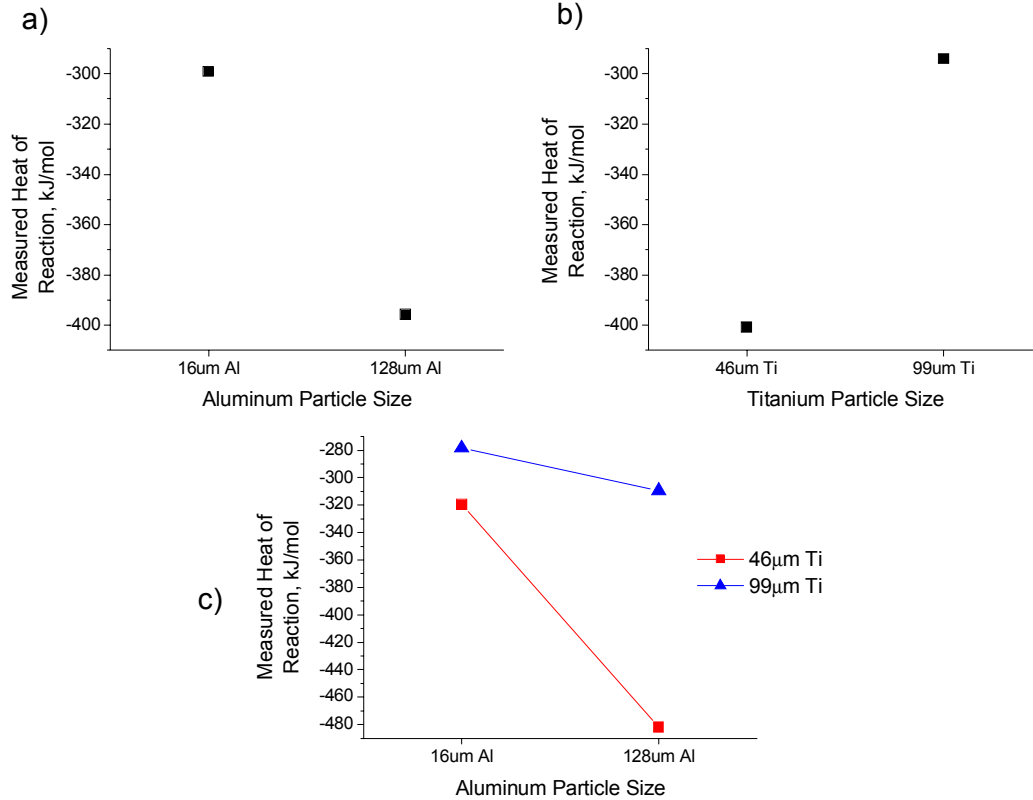 a)
Measured Heat of
Reaction, kJ/mol
-300
-320
-340
-360
-380
-400
16um Al
128um Al
Aluminum Particle Size
b)
Measured Heat of
Reaction, kJ/mol
-300
-320
-340
-360
-380
-400
46um Ti
99um Ti
Titanium Particle Size
c)
Measured Heat of
Reaction, kJ/mol
-280
-300
-320
-340
-360
-380
-400
-420
-440
-460
-480
16um Al
128um Al
Aluminum Particle Size
46μm Ti
99μm Ti